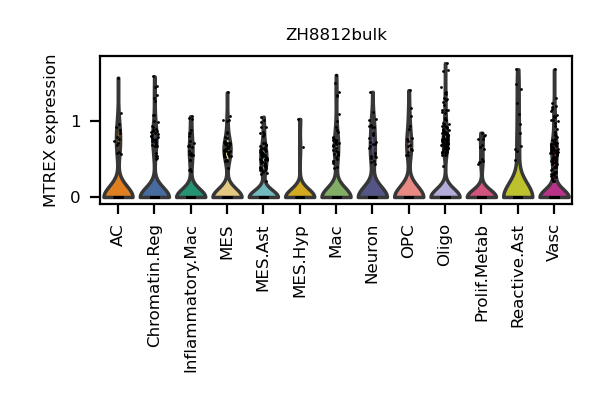 ZH8812bulk
MTREX expression
1
0
AC
Chromatin.Reg
Inflammatory.Mac
MES
MES.Ast
MES.Hyp
Mac
Neuron
OPC
Oligo
Prolif.Metab
Reactive.Ast
Vasc